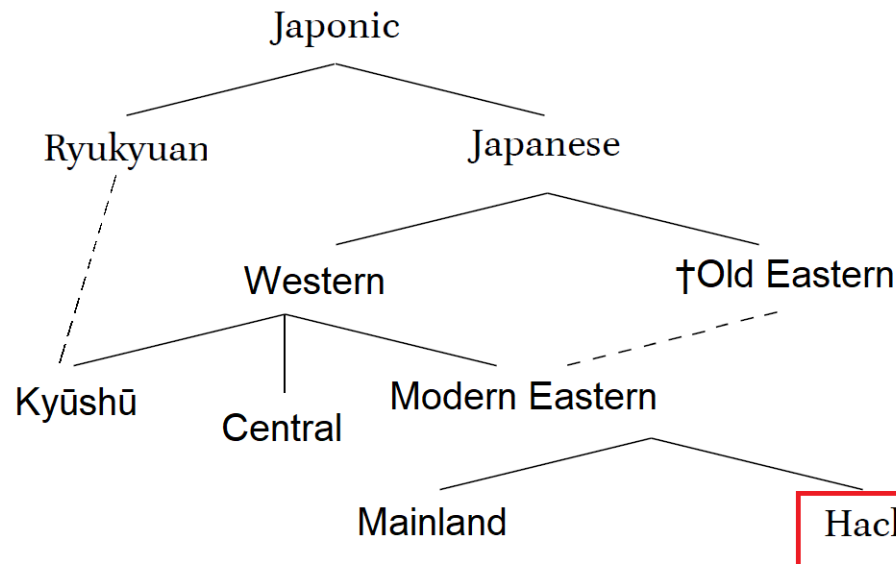 Japonic
Ryukyuan
Japanese
Western
†Old Eastern
Kyūshū
Central
Modern Eastern
Mainland